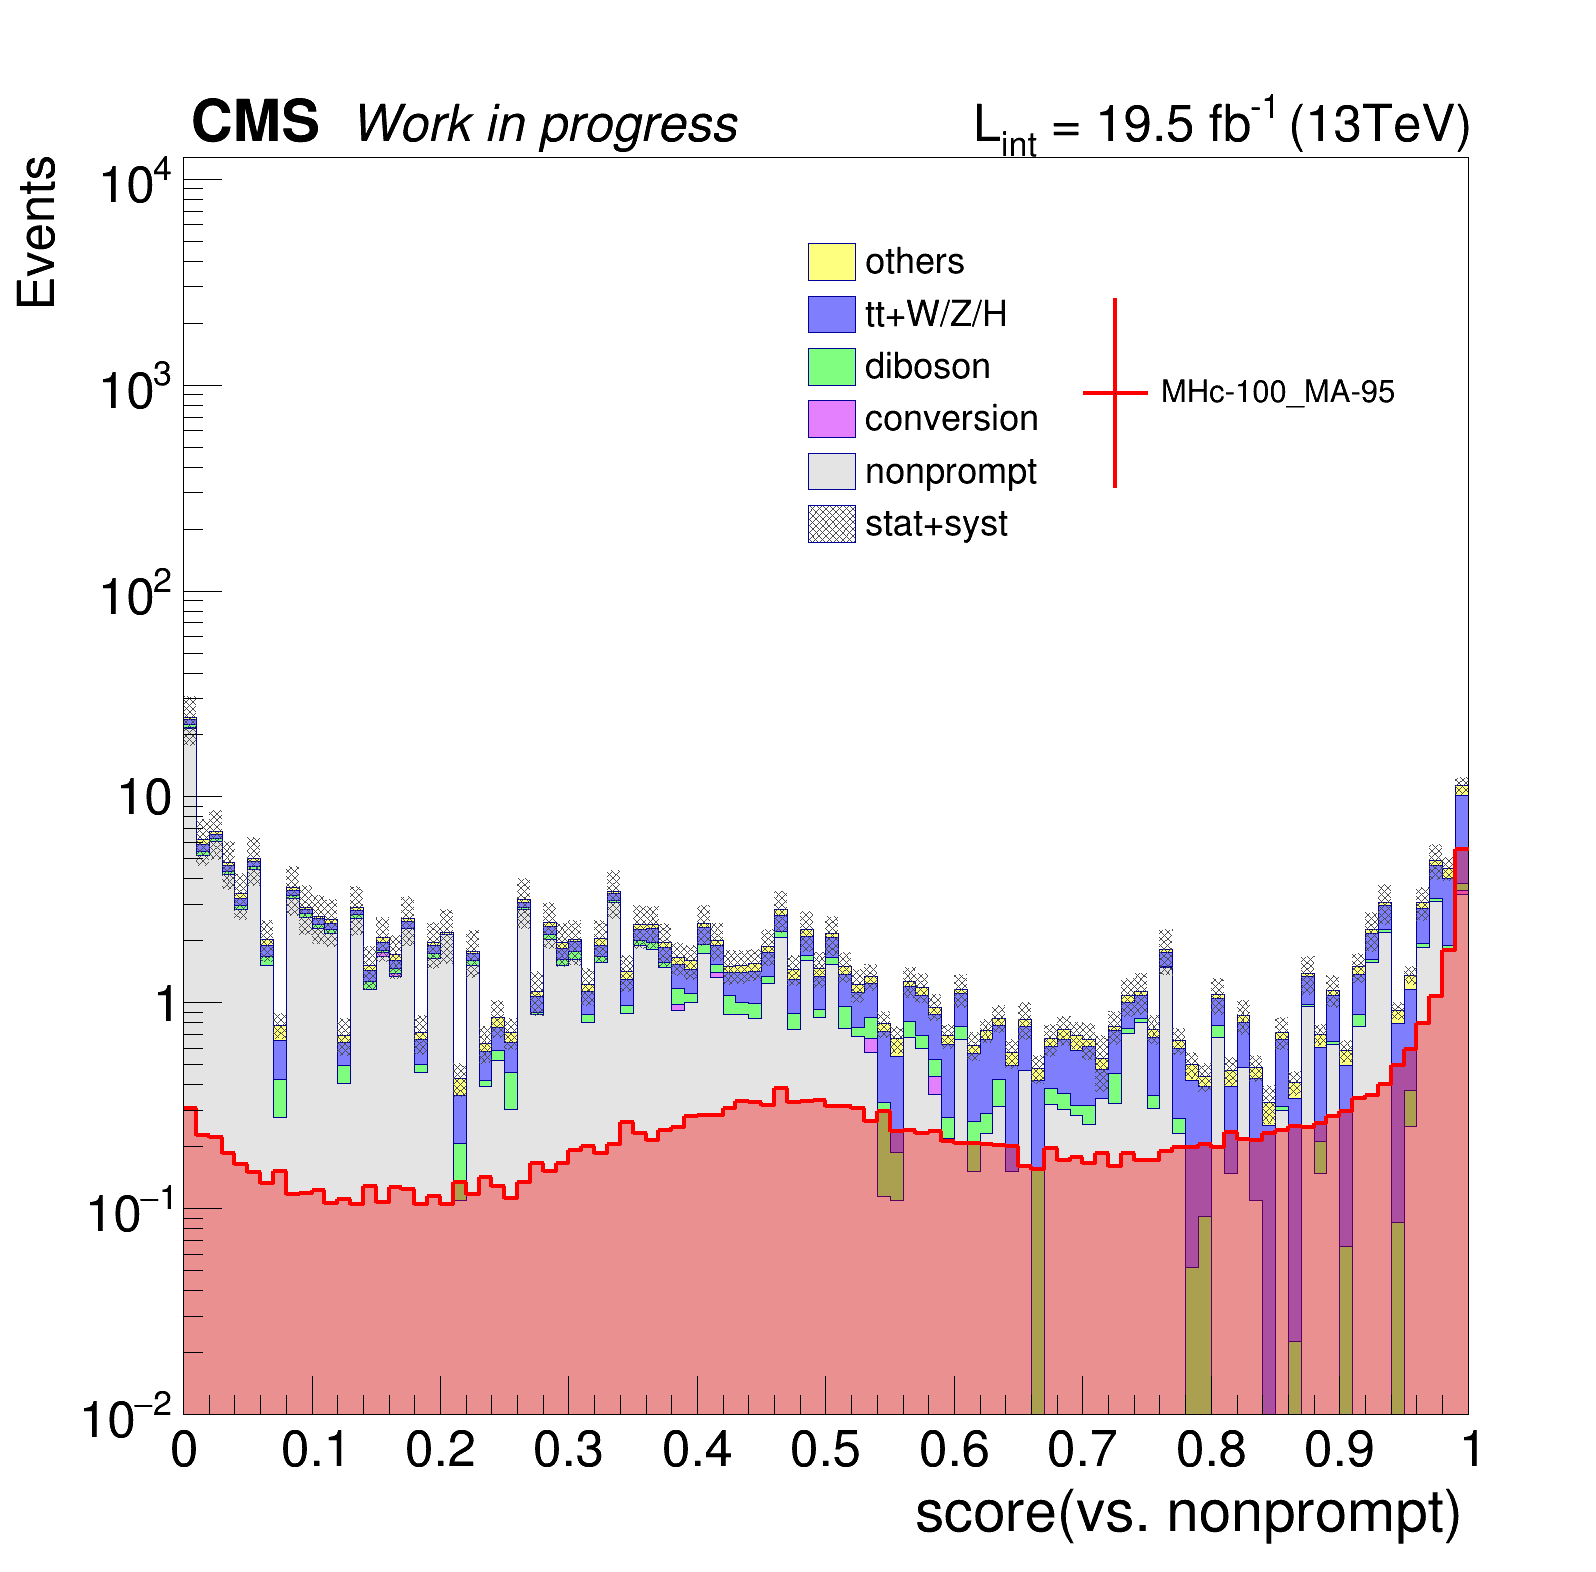 CMS Work in progress L_int = 19.5 fb^-1 (13TeV)
Events
10^4
10^3
10^2
10
1
10^−1
10^−2
others
tt+W/Z/H
diboson
conversion
nonprompt
stat+syst
MHc-100_MA-95
0 0.1 0.2 0.3 0.4 0.5 0.6 0.7 0.8 0.9 1
score(vs. nonprompt)